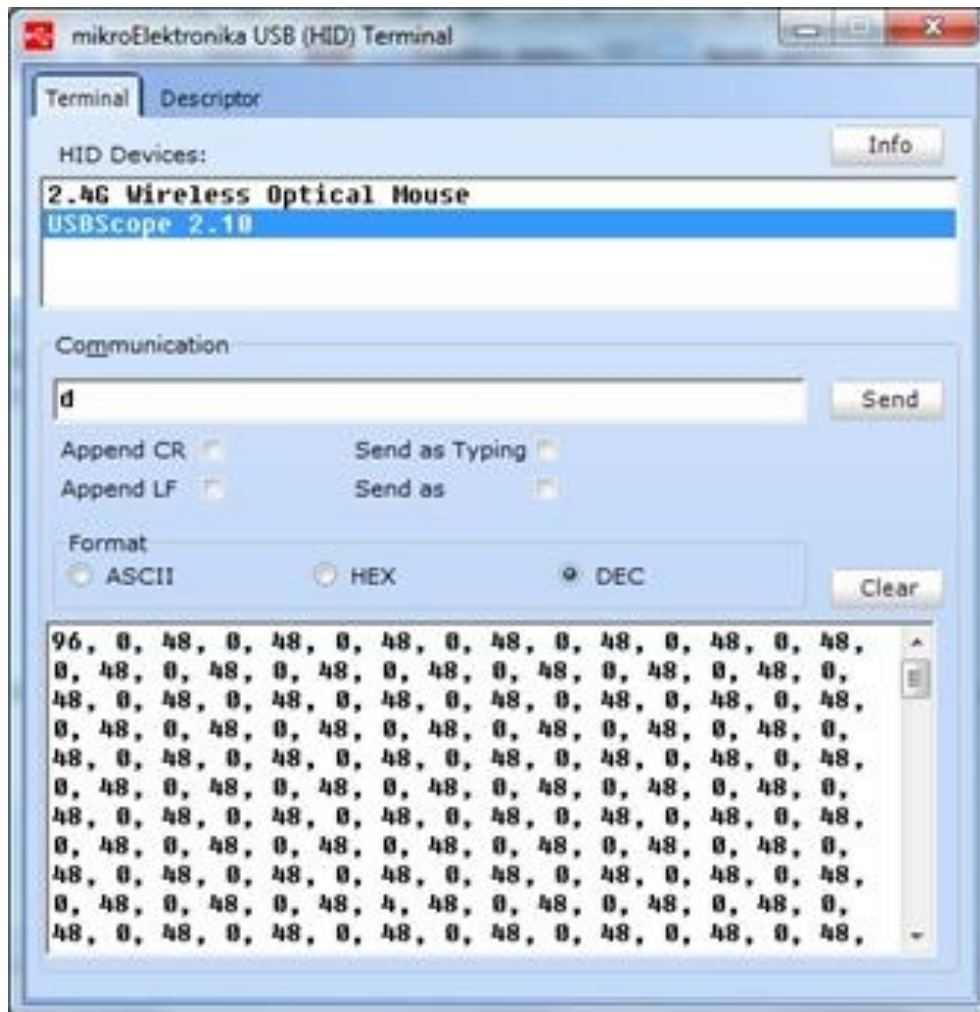 mikroElektronika USB (HID) Terminal
Terminal Descriptor
HID Devices: Info
2.4G Wireless Optical Mouse
USBScope 2.10
Communication
d Send
Append CR Send as Typing
Append LF Send as
Format
ASCII HEX DEC Clear
96, 0, 48, 0, 48, 0, 48, 0, 48, 0, 48, 0, 48, 0, 48,
0, 48, 0, 48, 0, 48, 0, 48, 0, 48, 0, 48, 0, 48, 0,
48, 0, 48, 0, 48, 0, 48, 0, 48, 0, 48, 0, 48, 0, 48,
0, 48, 0, 48, 0, 48, 0, 48, 0, 48, 0, 48, 0, 48, 0,
48, 0, 48, 0, 48, 0, 48, 0, 48, 0, 48, 0, 48, 0, 48,
0, 48, 0, 48, 0, 48, 0, 48, 0, 48, 0, 48, 0, 48, 0,
48, 0, 48, 0, 48, 0, 48, 0, 48, 0, 48, 0, 48, 0, 48,
0, 48, 0, 48, 0, 48, 0, 48, 0, 48, 0, 48, 0, 48, 0,
48, 0, 48, 0, 48, 0, 48, 0, 48, 0, 48, 0, 48, 0, 48,
0, 48, 0, 48, 0, 48, 4, 48, 0, 48, 0, 48, 0, 48, 0,
48, 0, 48, 0, 48, 0, 48, 0, 48, 0, 48, 0, 48, 0, 48,